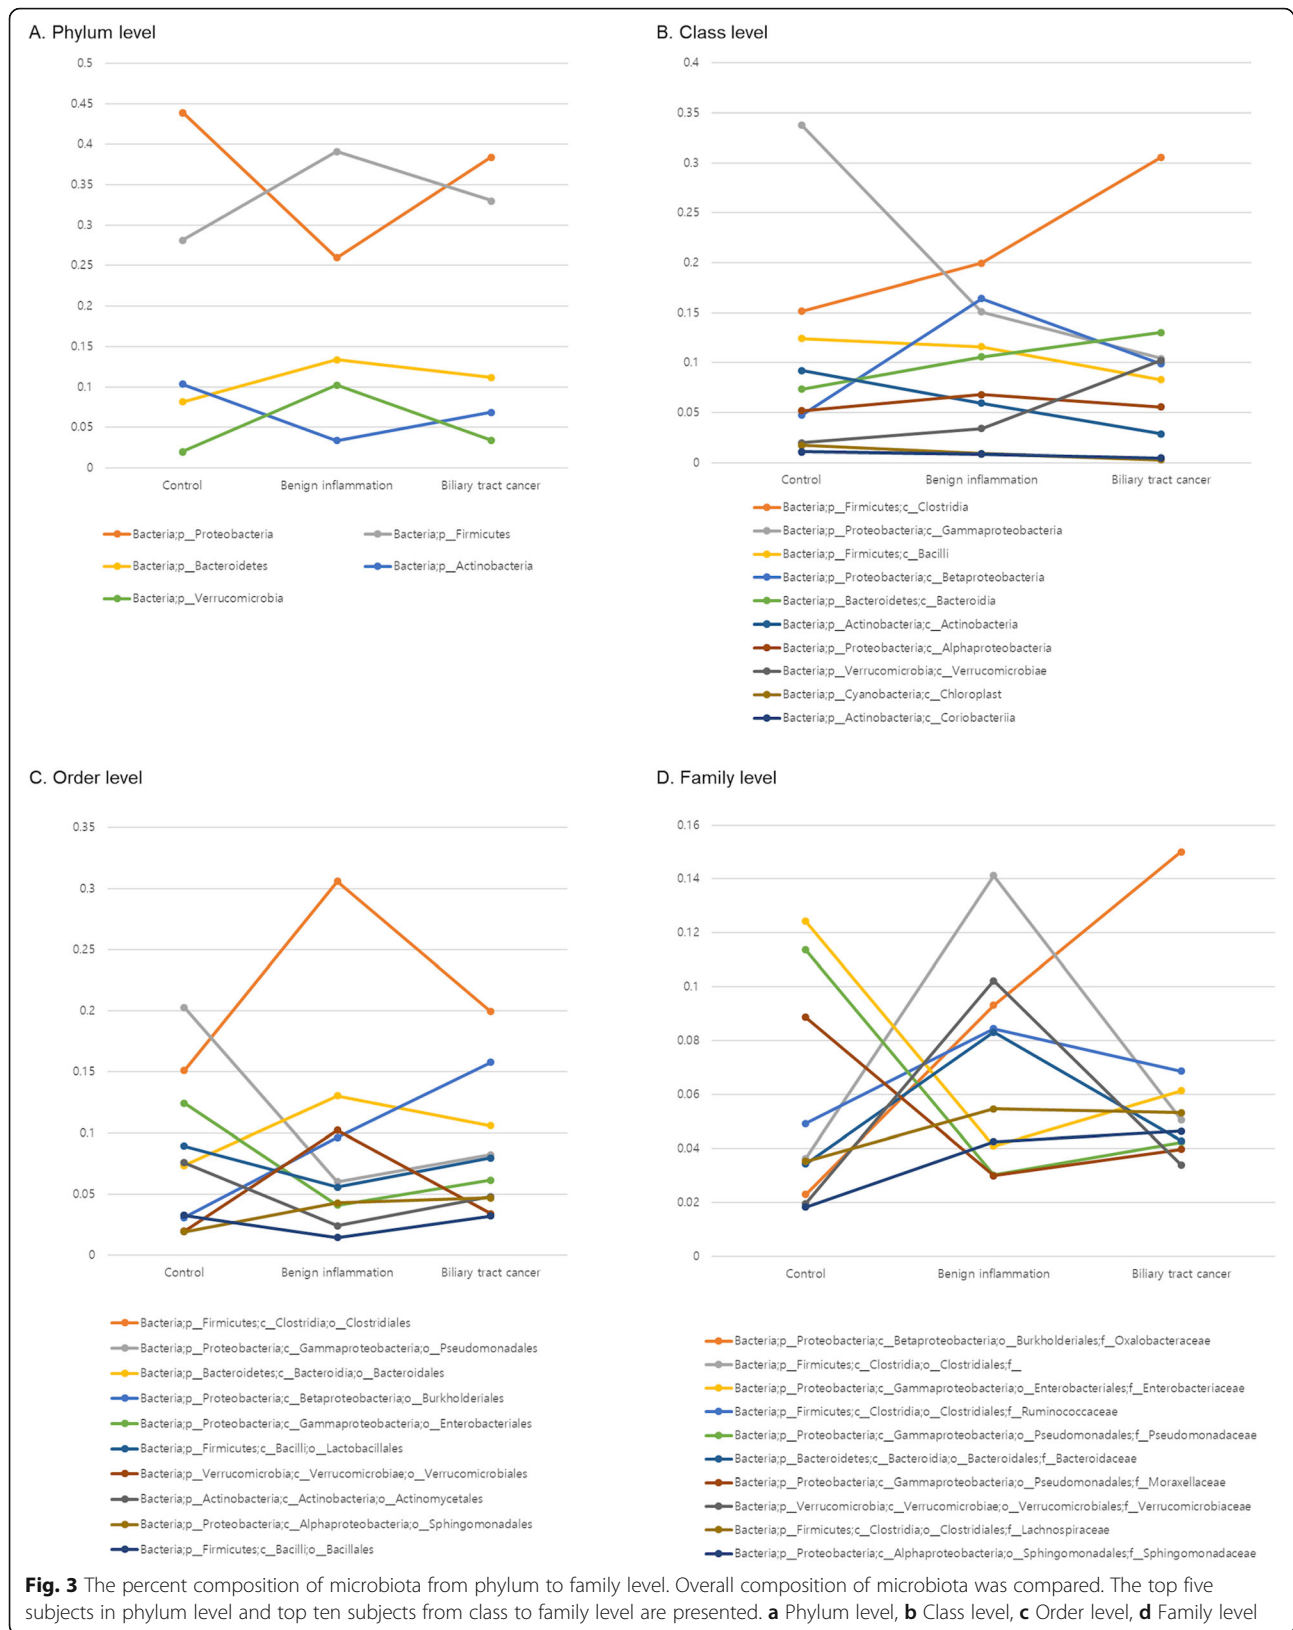 A. Phylum level
0.5
0.45
0.4
0.35
0.3
0.25
0.2
0.15
0.1
0.05
0
Control Benign inflammation Biliary tract cancer
Bacteria;p__Proteobacteria Bacteria;p__Firmicutes
Bacteria;p__Bacteroidetes Bacteria;p__Actinobacteria
Bacteria;p__Verrucomicrobia
B. Class level
0.4
0.35
0.3
0.25
0.2
0.15
0.1
0.05
0
Control Benign inflammation Biliary tract cancer
Bacteria;p__Firmicutes;c__Clostridia
Bacteria;p__Proteobacteria;c__Gammaproteobacteria
Bacteria;p__Firmicutes;c__Bacilli
Bacteria;p__Proteobacteria;c__Betaproteobacteria
Bacteria;p__Bacteroidetes;c__Bacteroidia
Bacteria;p__Actinobacteria;c__Actinobacteria
Bacteria;p__Proteobacteria;c__Alphaproteobacteria
Bacteria;p__Verrucomicrobia;c__Verrucomicrobiae
Bacteria;p__Cyanobacteria;c__Chloroplast
Bacteria;p__Actinobacteria;c__Coriobacteriia
C. Order level
0.35
0.3
0.25
0.2
0.15
0.1
0.05
0
Control Benign inflammation Biliary tract cancer
Bacteria;p__Firmicutes;c__Clostridia;o__Clostridiales
Bacteria;p__Proteobacteria;c__Gammaproteobacteria;o__Pseudomonadales
Bacteria;p__Bacteroidetes;c__Bacteroidia;o__Bacteroidales
Bacteria;p__Proteobacteria;c__Betaproteobacteria;o__Burkholderiales
Bacteria;p__Proteobacteria;c__Gammaproteobacteria;o__Enterobacteriales
Bacteria;p__Firmicutes;c__Bacilli;o__Lactobacillales
Bacteria;p__Verrucomicrobia;c__Verrucomicrobiae;o__Verrucomicrobiales
Bacteria;p__Actinobacteria;c__Actinobacteria;o__Actinomycetales
Bacteria;p__Proteobacteria;c__Alphaproteobacteria;o__Sphingomonadales
Bacteria;p__Firmicutes;c__Bacilli;o__Bacillales
D. Family level
0.16
0.14
0.12
0.1
0.08
0.06
0.04
0.02
0
Control Benign inflammation Biliary tract cancer
Bacteria;p__Proteobacteria;c__Betaproteobacteria;o__Burkholderiales;f__Oxalobacteraceae
Bacteria;p__Firmicutes;c__Clostridia;o__Clostridiales;f__
Bacteria;p__Proteobacteria;c__Gammaproteobacteria;o__Enterobacteriales;f__Enterobacteriaceae
Bacteria;p__Firmicutes;c__Clostridia;o__Clostridiales;f__Ruminococcaceae
Bacteria;p__Proteobacteria;c__Gammaproteobacteria;o__Pseudomonadales;f__Pseudomonadaceae
Bacteria;p__Bacteroidetes;c__Bacteroidia;o__Bacteroidales;f__Bacteroidaceae
Bacteria;p__Proteobacteria;c__Gammaproteobacteria;o__Pseudomonadales;f__Moraxellaceae
Bacteria;p__Verrucomicrobia;c__Verrucomicrobiae;o__Verrucomicrobiales;f__Verrucomicrobiaceae
Bacteria;p__Firmicutes;c__Clostridia;o__Clostridiales;f__Lachnospiraceae
Bacteria;p__Proteobacteria;c__Alphaproteobacteria;o__Sphingomonadales;f__Sphingomonadaceae
Fig. 3 The percent composition of microbiota from phylum to family level. Overall composition of microbiota was compared. The top five
subjects in phylum level and top ten subjects from class to family level are presented. a Phylum level, b Class level, c Order level, d Family level